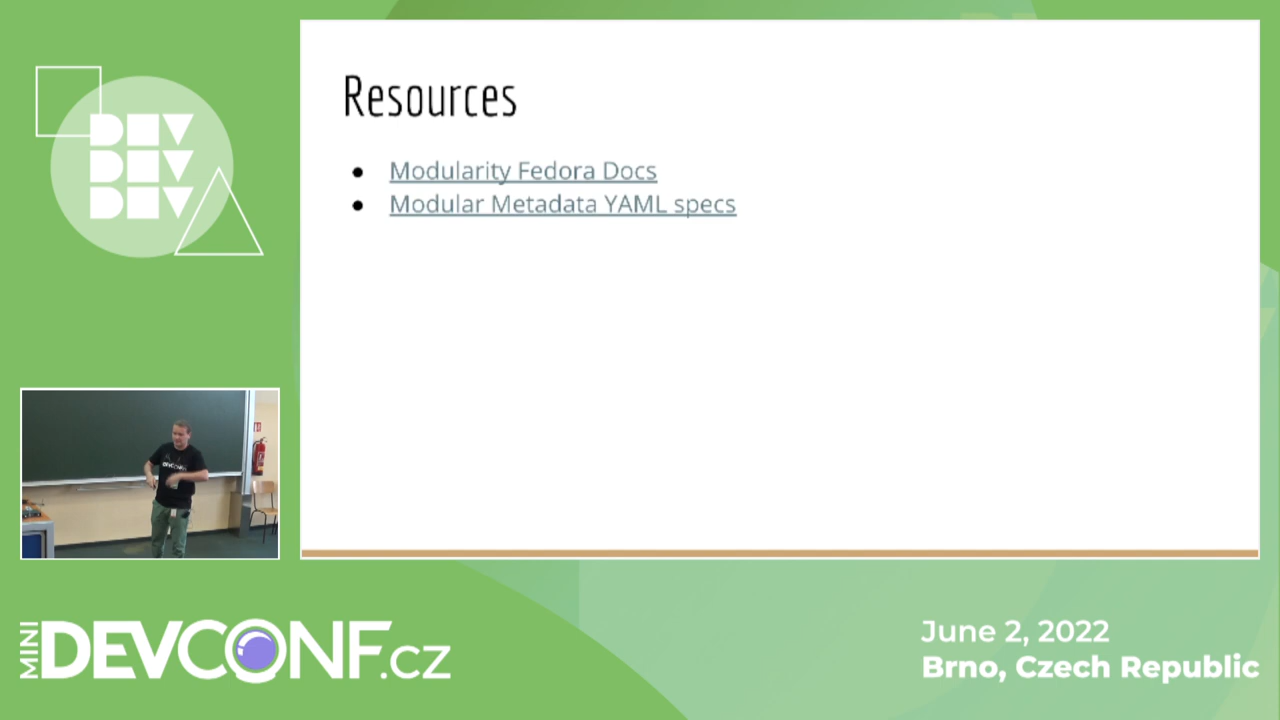 DEV
DEV
DEV
Resources
Modularity Fedora Docs
Modular Metadata YAML specs
MINI DEVCONF.CZ
June 2, 2022
Brno, Czech Republic